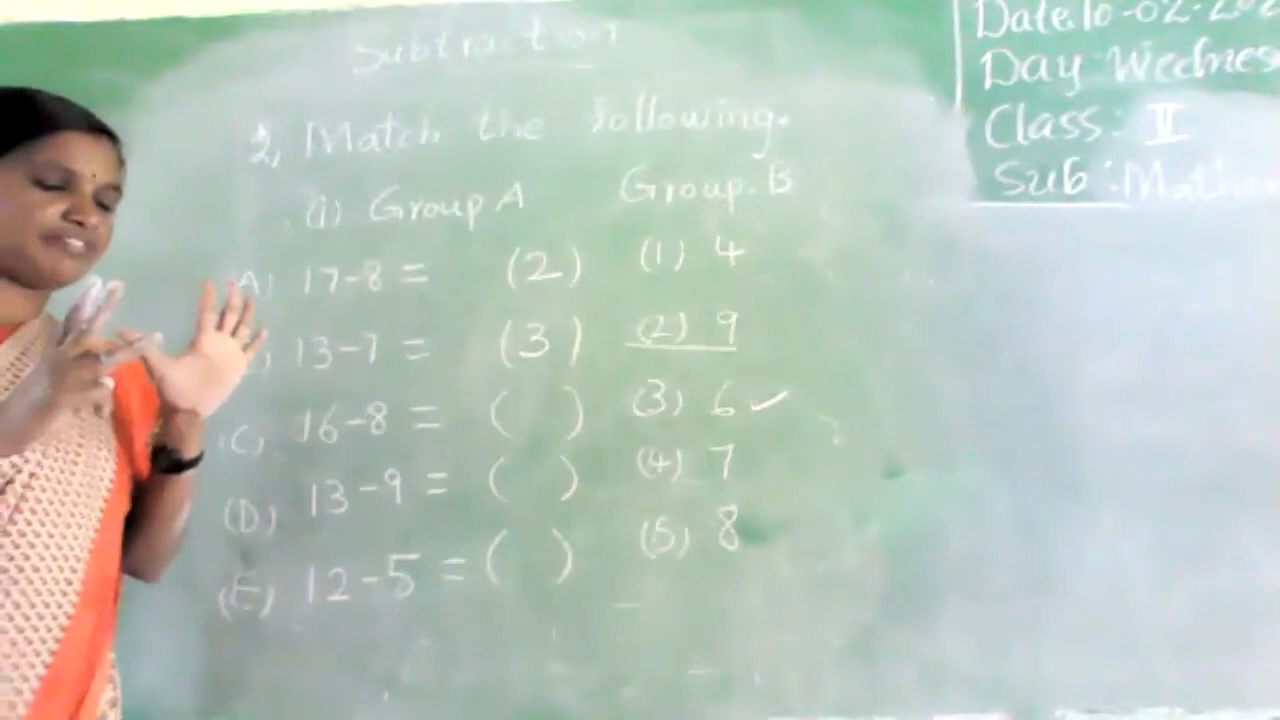 Subtraction
2, Match the following.
(i) Group A Group.B
A) 17-8 = (2) (1) 4
) 13-7 = (3) (2) 9
(C) 16-8 = ( ) (3) 6 ✓
(D) 13-9 = ( ) (4) 7
(E) 12-5 = ( ) (5) 8
Date:10-02-202
Day: Wednes
Class: II
Sub: Math